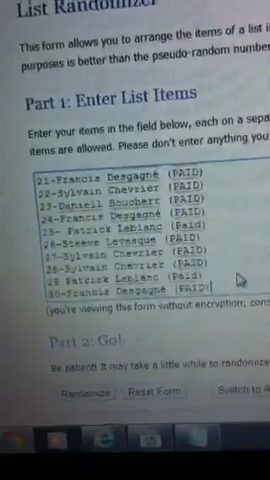 List Randomizer
This form allows you to arrange the items of a list i
purposes is better than the pseudo-random number
Part 1: Enter List Items
Enter your items in the field below, each on a sepa
items are allowed. Please don't enter anything you
21-Francis Desgagné (PAID)
22-Sylvain Chevrier (PAID)
23-Daniell Bouchert (PAID)
24-Francis Desgagné (PAID)
25- Patrick Leblanc (Paid)
26-Steeve Levesque (PAID)
27-Sylvain Chevrier (PAID)
28-Sylvain Chevrier (PAID)
29 Patrick Leblanc (Paid)
30-Francis Desgagné (PAID)
(you're viewing this form without encryption; cons
Part 2: Go!
Be patient! It may take a little while to randomize
Randomize Reset Form Switch to A